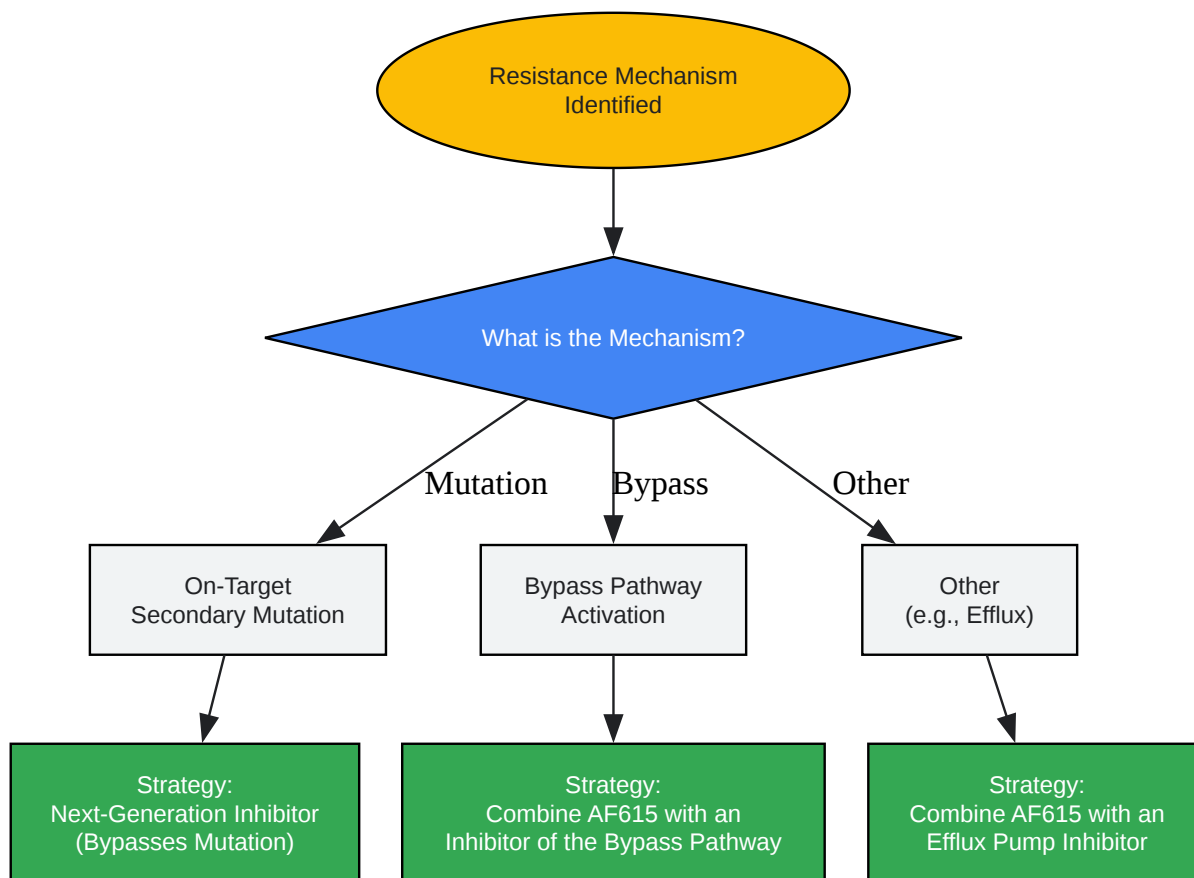 Resistance Mechanism
Identified
What is the Mechanism?
Mutation
Bypass
Other
On-Target
Secondary Mutation
Bypass Pathway
Activation
Other
(e.g., Efflux)
Strategy:
Next-Generation Inhibitor
(Bypasses Mutation)
Strategy:
Combine AF615 with an
Inhibitor of the Bypass Pathway
Strategy:
Combine AF615 with an
Efflux Pump Inhibitor